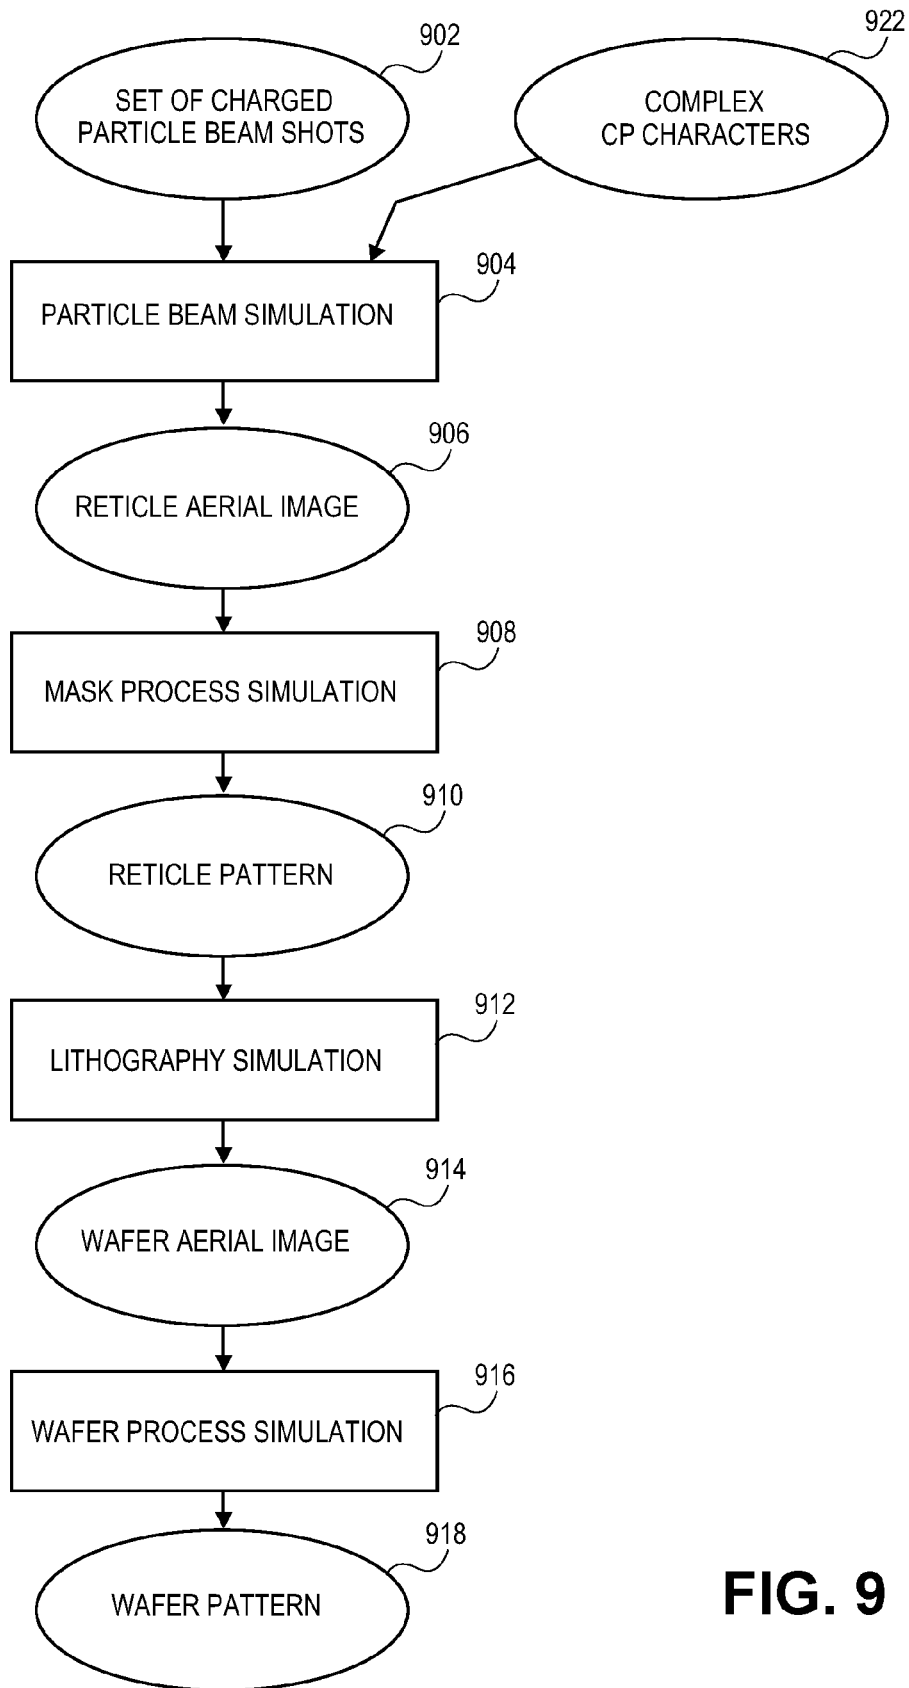 902
922
SET OF CHARGED
PARTICLE BEAM SHOTS
COMPLEX
CP CHARACTERS
904
PARTICLE BEAM SIMULATION
906
RETICLE AERIAL IMAGE
908
MASK PROCESS SIMULATION
910
RETICLE PATTERN
912
LITHOGRAPHY SIMULATION
914
WAFER AERIAL IMAGE
916
WAFER PROCESS SIMULATION
918
WAFER PATTERN
FIG. 9